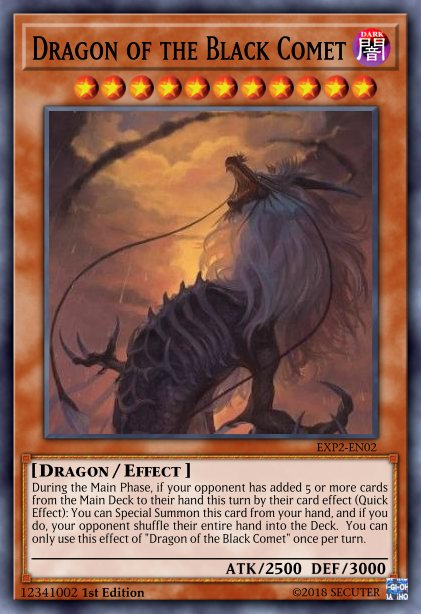 DRAGON OF THE BLACK COMET
DARK
闇
EXP2-EN02
[DRAGON / EFFECT ]
During the Main Phase, if your opponent has added 5 or more cards
from the Main Deck to their hand this turn by their card effect (Quick
Effect): You can Special Summon this card from your hand, and if you
do, your opponent shuffle their entire hand into the Deck. You can
only use this effect of "Dragon of the Black Comet" once per turn.
ATK/2500 DEF/3000
12341002 1st Edition
©2018 SECUTER